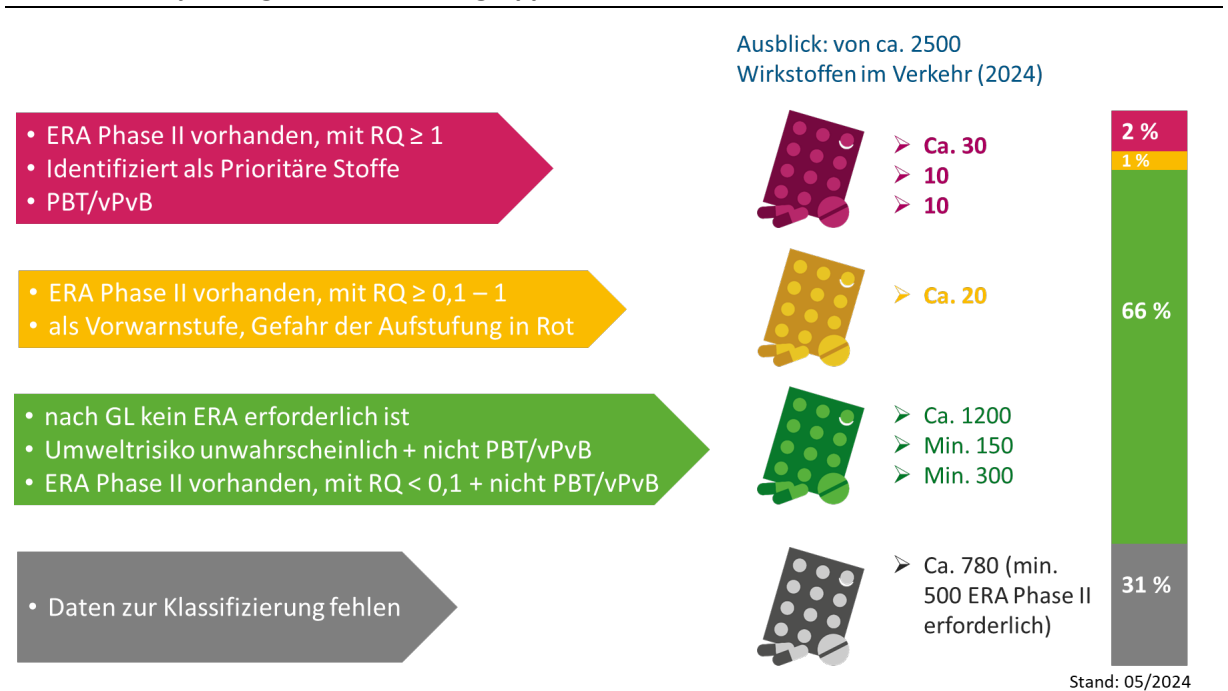 Ausblick: von ca. 2500
Wirkstoffen im Verkehr (2024)
• ERA Phase II vorhanden, mit RQ ≥ 1
• Identifiziert als Prioritäre Stoffe
• PBT/vPvB
➢ Ca. 30
➢ 10
➢ 10
2 %
1 %
• ERA Phase II vorhanden, mit RQ ≥ 0,1 – 1
• als Vorwarnstufe, Gefahr der Aufstufung in Rot
➢ Ca. 20
66 %
• nach GL kein ERA erforderlich ist
• Umweltrisiko unwahrscheinlich + nicht PBT/vPvB
• ERA Phase II vorhanden, mit RQ < 0,1 + nicht PBT/vPvB
➢ Ca. 1200
➢ Min. 150
➢ Min. 300
• Daten zur Klassifizierung fehlen
➢ Ca. 780 (min.
500 ERA Phase II
erforderlich)
31 %
Stand: 05/2024